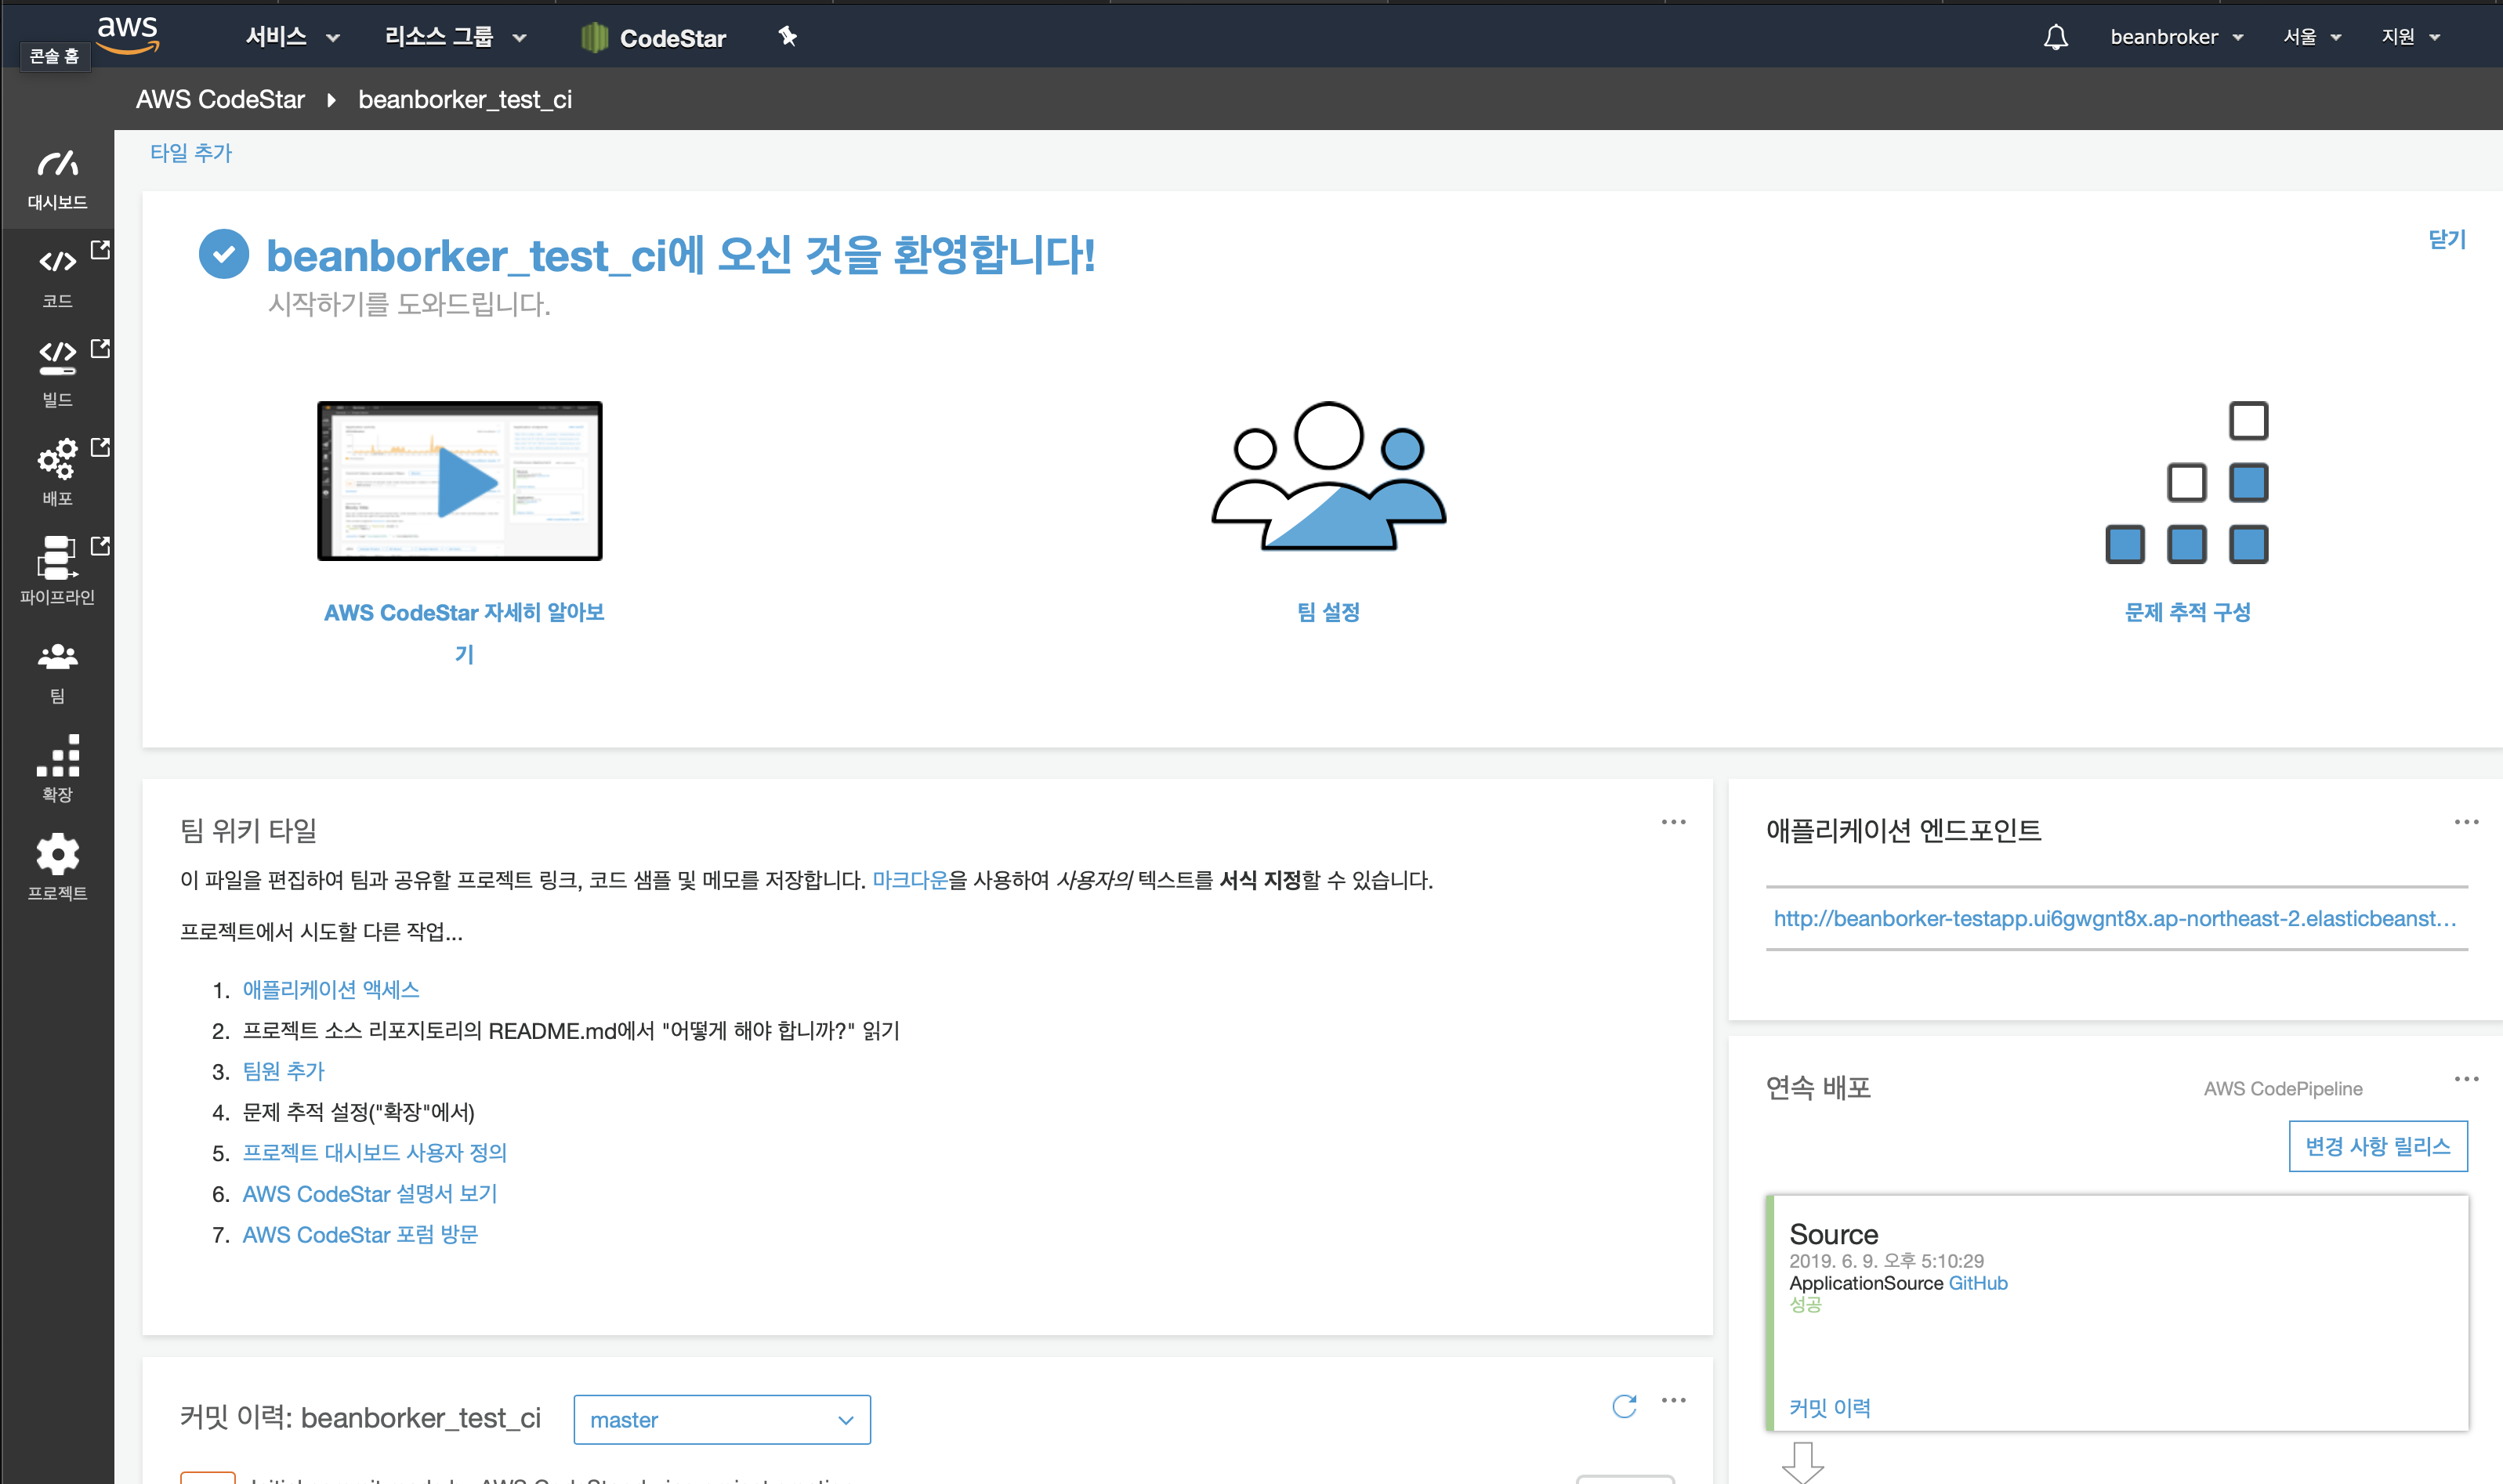 aws
서비스
리소스 그룹
CodeStar
beanbroker
서울
지원
콘솔 홈
AWS CodeStar
beanborker_test_ci
대시보드
코드
빌드
배포
파이프라인
팀
확장
프로젝트
타일 추가
beanborker_test_ci에 오신 것을 환영합니다!
닫기
시작하기를 도와드립니다.
AWS CodeStar 자세히 알아보
기
팀 설정
문제 추적 구성
팀 위키 타일
이 파일을 편집하여 팀과 공유할 프로젝트 링크, 코드 샘플 및 메모를 저장합니다. 마크다운을 사용하여 사용자의 텍스트를 서식 지정할 수 있습니다.
프로젝트에서 시도할 다른 작업...
1. 애플리케이션 액세스
2. 프로젝트 소스 리포지토리의 README.md에서 "어떻게 해야 합니까?" 읽기
3. 팀원 추가
4. 문제 추적 설정("확장"에서)
5. 프로젝트 대시보드 사용자 정의
6. AWS CodeStar 설명서 보기
7. AWS CodeStar 포럼 방문
애플리케이션 엔드포인트
http://beanborker-testapp.ui6gwgnt8x.ap-northeast-2.elasticbeanst...
연속 배포
AWS CodePipeline
변경 사항 릴리스
Source
2019. 6. 9. 오후 5:10:29
ApplicationSource GitHub
성공
커밋 이력
커밋 이력: beanborker_test_ci
master